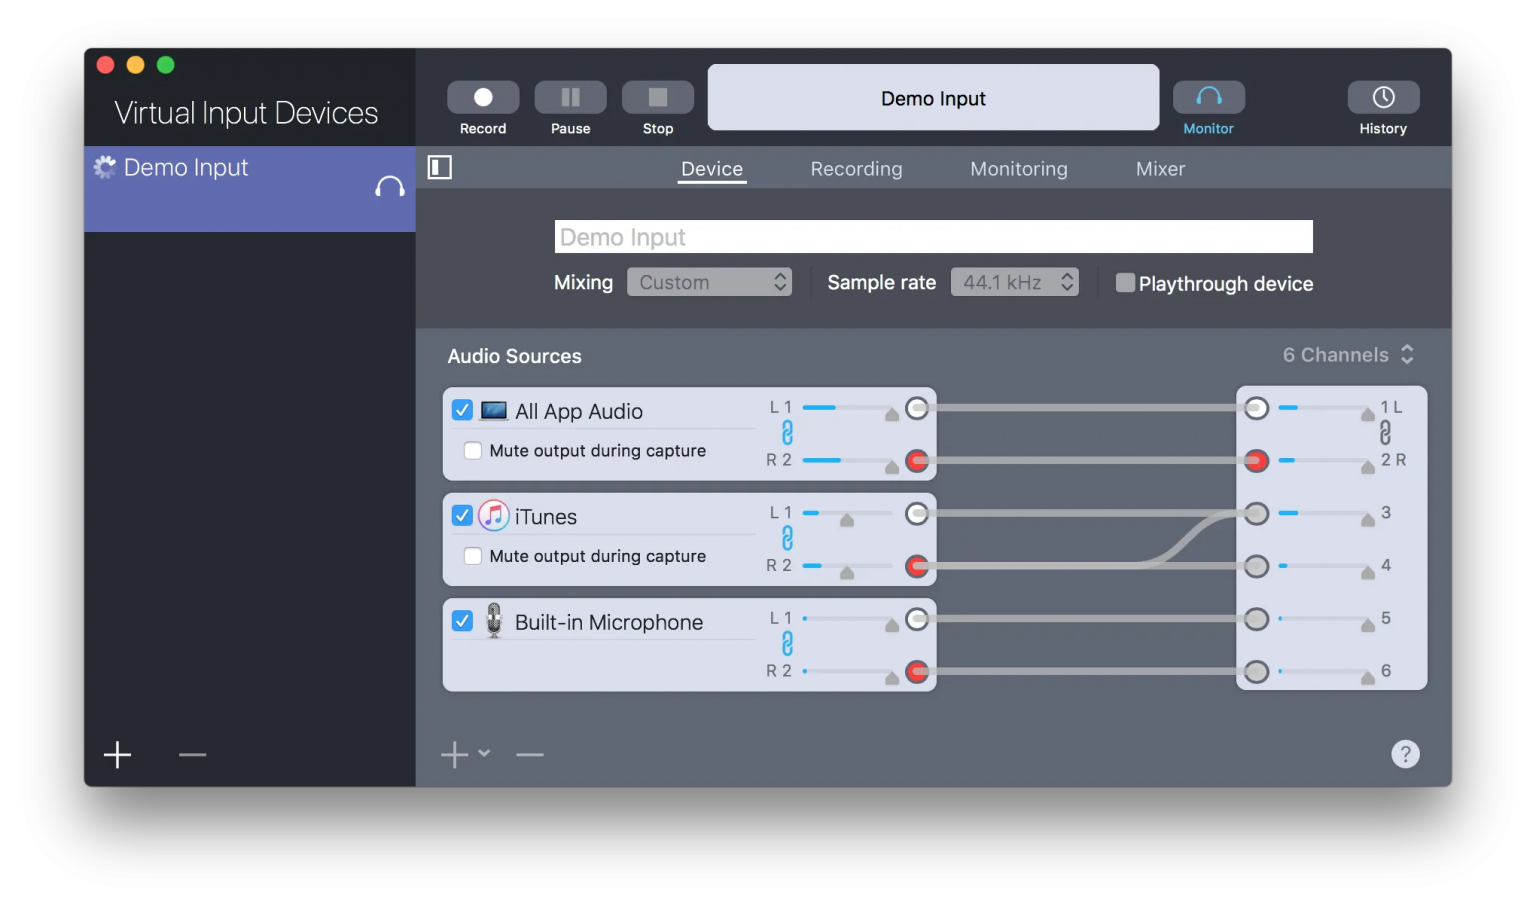 Virtual Input Devices
Demo Input
Record
Pause
Stop
Demo Input
Monitor
History
Device
Recording
Monitoring
Mixer
Demo Input
Mixing
Custom
Sample rate
44.1 kHz
Playthrough device
Audio Sources
6 Channels
All App Audio
Mute output during capture
L 1
R 2
1 L
2 R
iTunes
Mute output during capture
L 1
R 2
3
4
Built-in Microphone
L 1
R 2
5
6
?